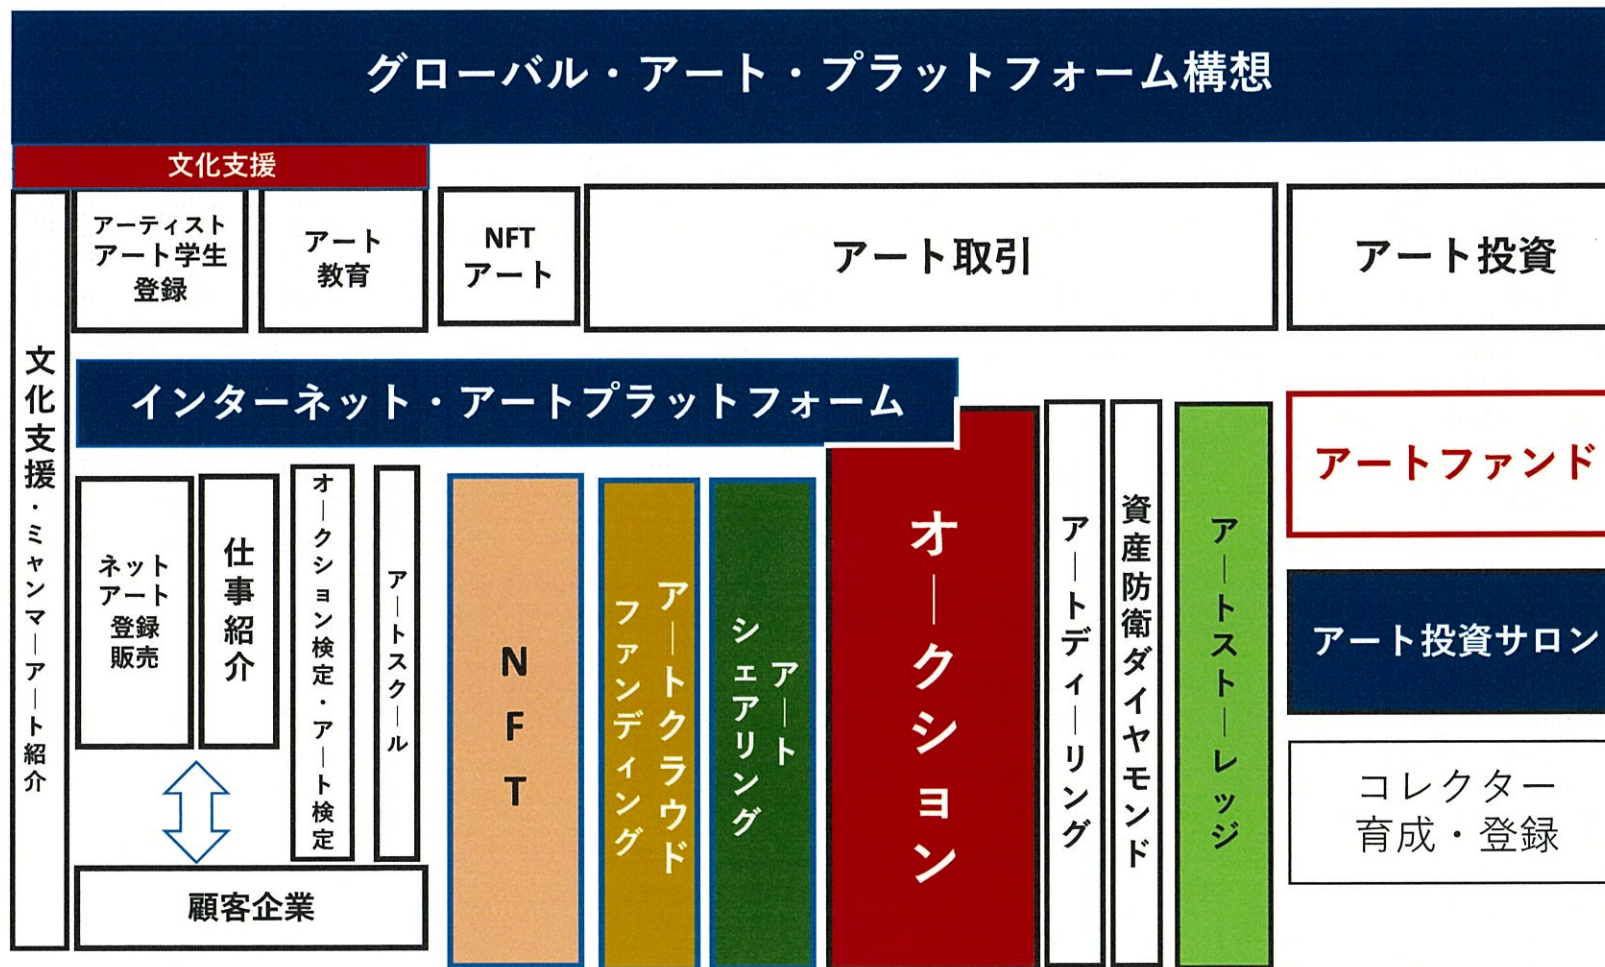 グローバル・アート・プラットフォーム構想
文化支援
アーティスト
アート学生
登録
アート
教育
NFT
アート
アート取引
アート投資
文化支援・ミャンマーアート紹介
インターネット・アートプラットフォーム
ネット
アート
登録
販売
仕事紹介
オークション検定・アート検定
アートスクール
顧客企業
NFT
アートクラウド
ファンディング
アート
シェアリング
オークション
アートディーリング
資産防衛ダイヤモンド
アートストーレッジ
アートファンド
アート投資サロン
コレクター
育成・登録